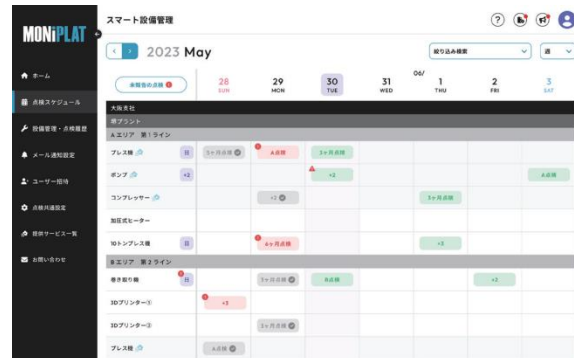 MONiPLAT
スマート設備管理
?
2023 May
絞り込み検索
週
ホーム
点検スケジュール
設備管理・点検履歴
メール通知設定
ユーザー招待
点検共通設定
提供サービス一覧
お問い合わせ
未報告の点検
28 SUN
29 MON
30 TUE
31 WED
06/
1 THU
2 FRI
3 SAT
大阪支社
堺プラント
Aエリア 第1ライン
プレス機 日 3ヶ月点検 A点検 3ヶ月点検
ポンプ +2 +2 A点検
コンプレッサー +2 3ヶ月点検
加圧式ヒーター
10トンプレス機 日 6ヶ月点検 +3
Bエリア 第2ライン
巻き取り機 日 3ヶ月点検 B点検 +2
3Dプリンター① +3
3Dプリンター② 3ヶ月点検
プレス機 A点検